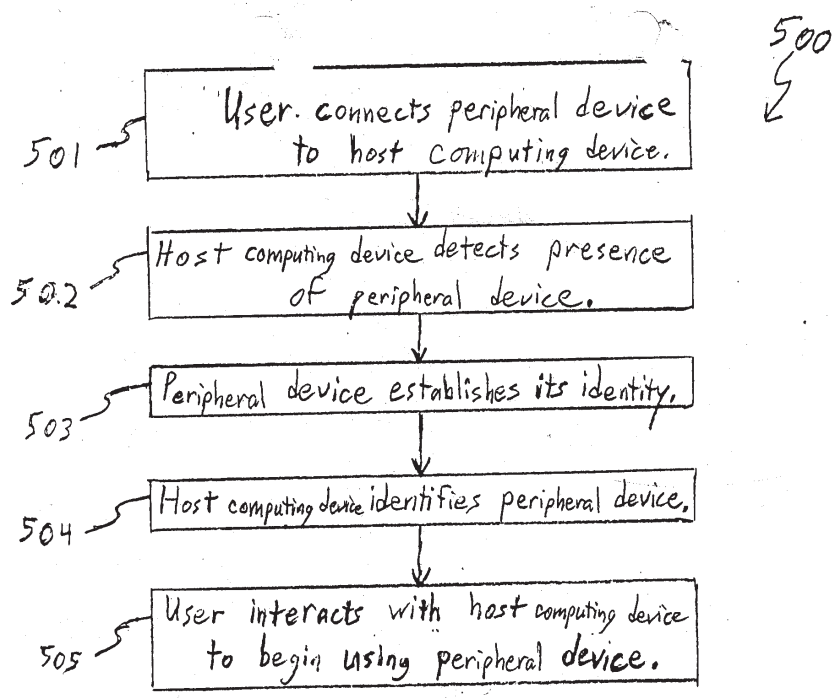 500
501
User connects peripheral device
to host computing device.
502
Host computing device detects presence
of peripheral device.
503
Peripheral device establishes its identity.
504
Host computing device identifies peripheral device.
505
User interacts with host computing device
to begin using peripheral device.